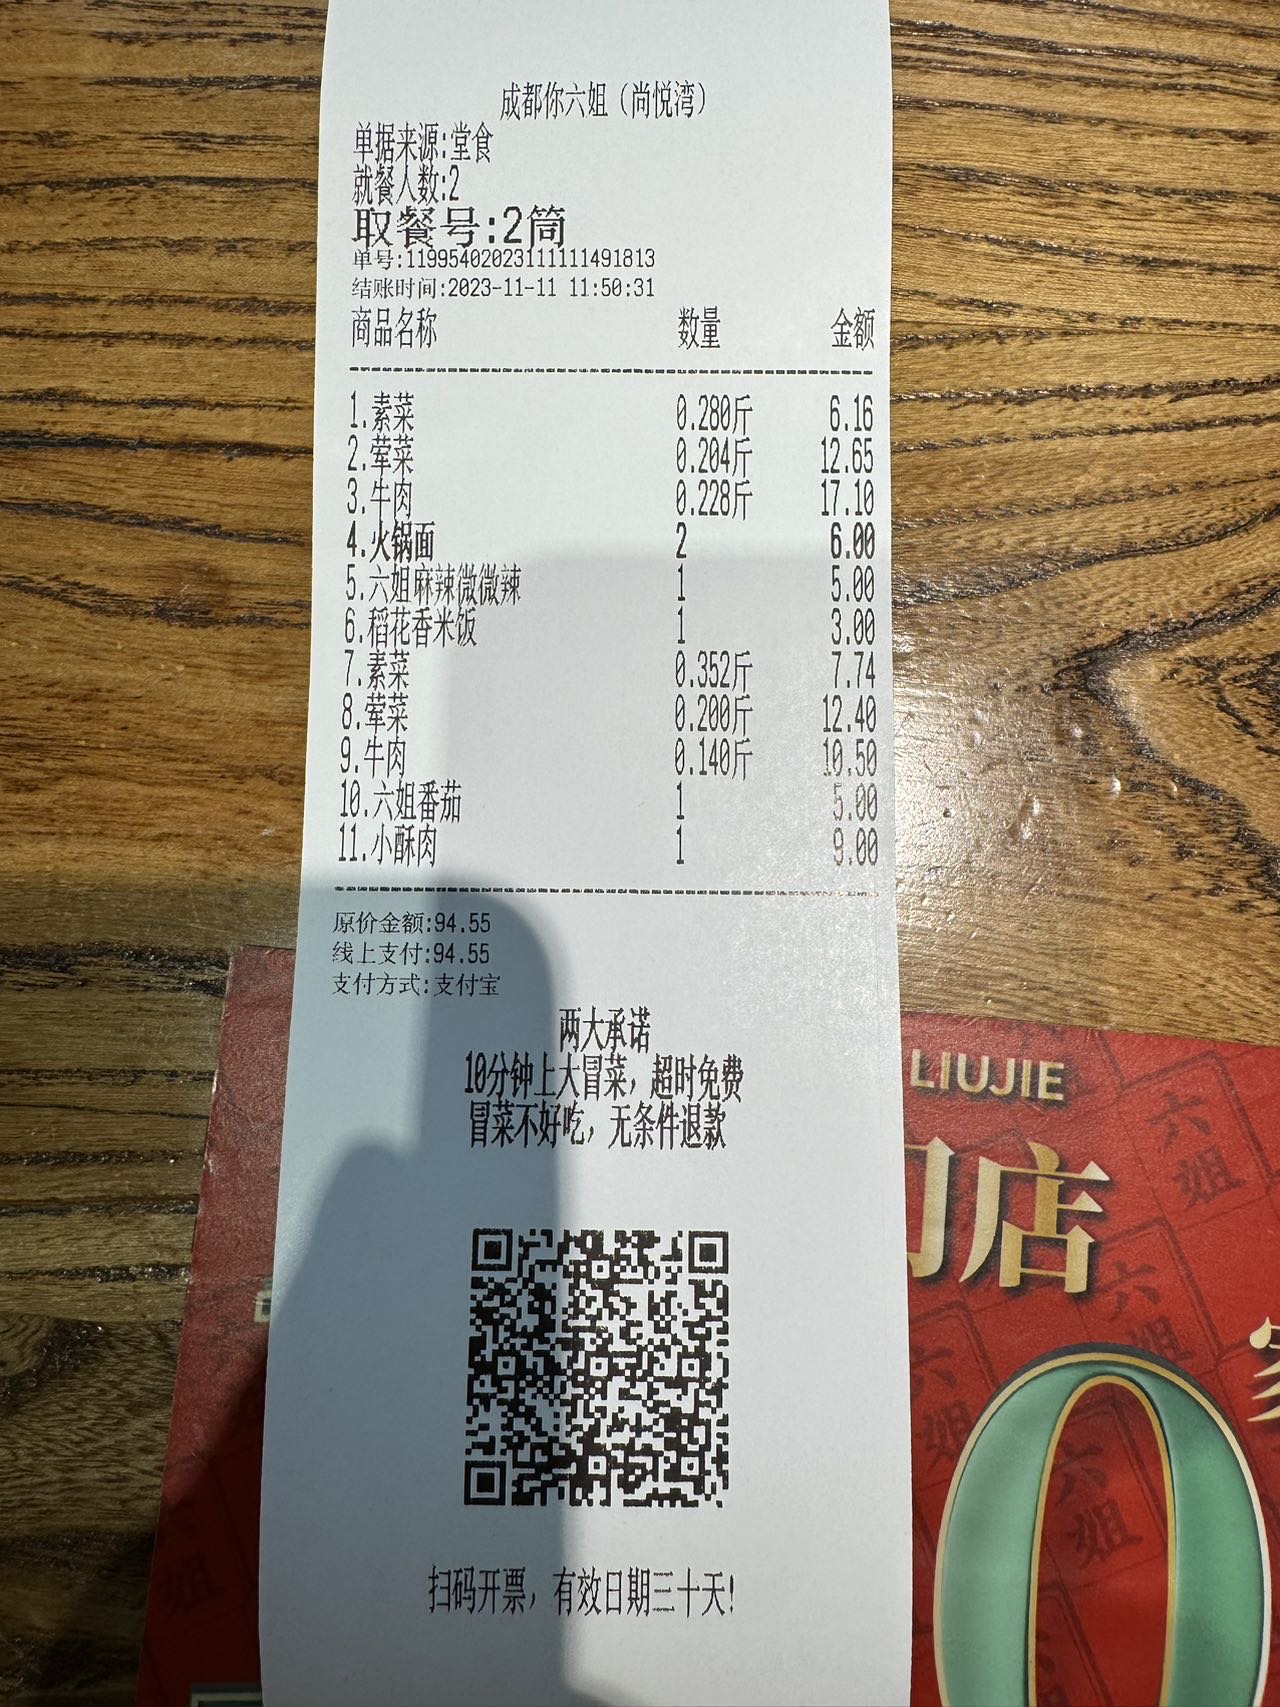 成都你六姐（尚悦湾）
单据来源:堂食
就餐人数:2
取餐号:2筒
单号:119954020231111111491813
结账时间:2023-11-11 11:50:31
商品名称 数量 金额
1.素菜 0.280斤 6.16
2.荤菜 0.204斤 12.65
3.牛肉 0.228斤 17.10
4.火锅面 2 6.00
5.六姐麻辣微微辣 1 5.00
6.稻花香米饭 1 3.00
7.素菜 0.352斤 7.74
8.荤菜 0.200斤 12.40
9.牛肉 0.140斤 10.50
10.六姐番茄 1 5.00
11.小酥肉 1 9.00
原价金额:94.55
线上支付:94.55
支付方式:支付宝
两大承诺
10分钟上大冒菜，超时免费
冒菜不好吃，无条件退款
扫码开票，有效日期三十天!
LIUJIE
店
六姐
六姐
六姐
六姐
0